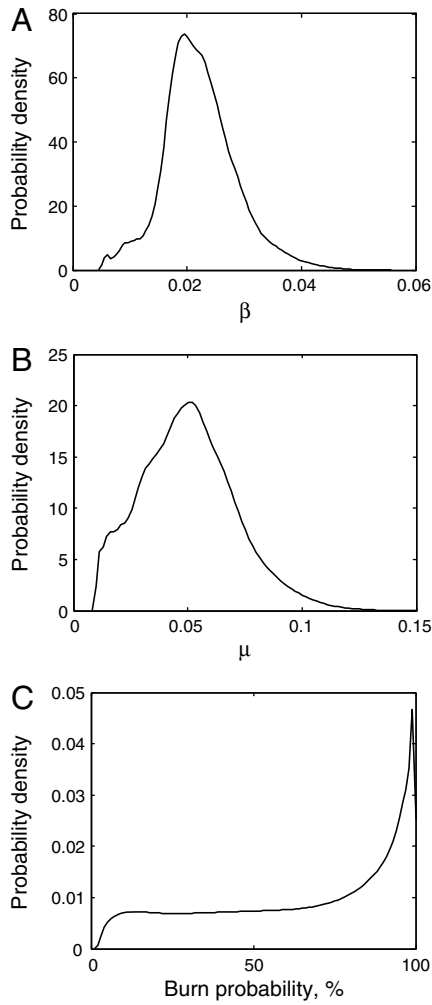 A
Probability density
80
60
40
20
0
0 0.02 0.04 0.06
β
B
Probability density
25
20
15
10
5
0
0 0.05 0.1 0.15
μ
C
Probability density
0.05
0.04
0.03
0.02
0.01
0
0 50 100
Burn probability, %